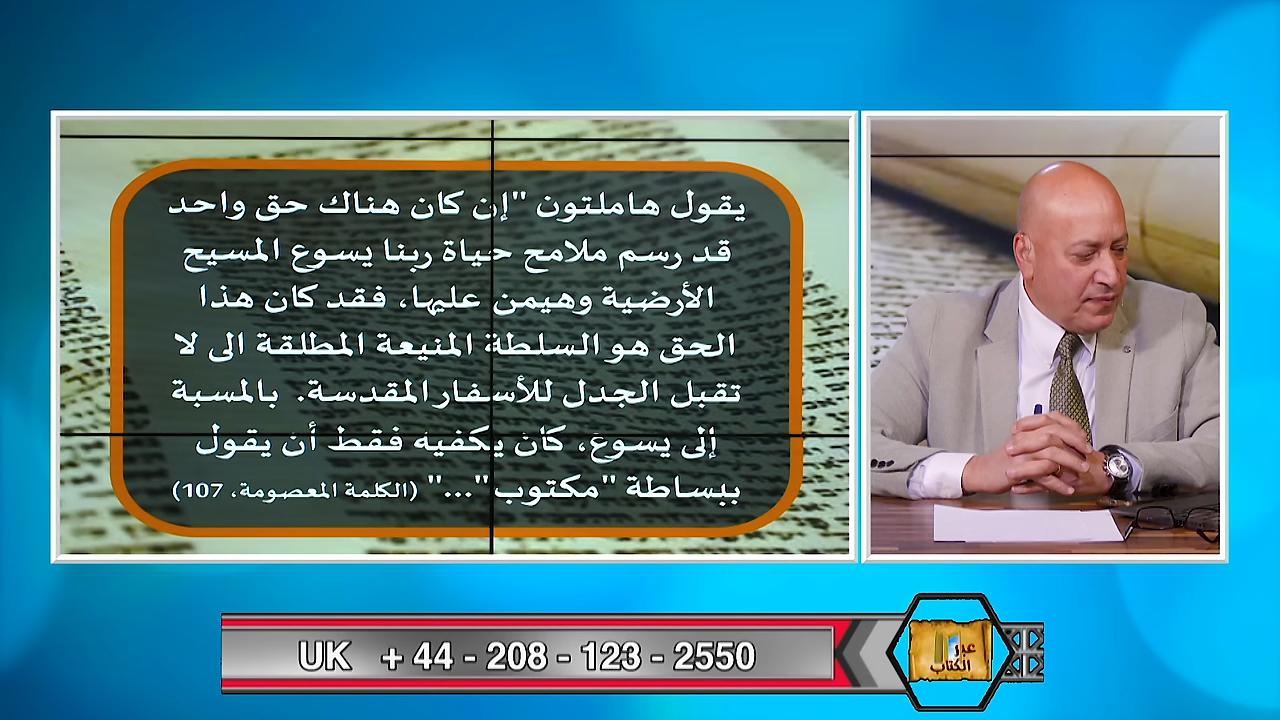 يقول هاملتون "إن كان هناك حق واحد
قد رسم ملامح حياة ربنا يسوع المسيح
الأرضية وهيمن عليها، فقد كان هذا
الحق هو السلطة المنيعة المطلقة الى لا
تقبل الجدل للأسفار المقدسة. بالمسبة
إلى يسوع، كان يكفيه فقط أن يقول
ببساطة "مكتوب"..." (الكلمة المعصومة، 107)
UK + 44 - 208 - 123 - 2550
عبر
الكتاب